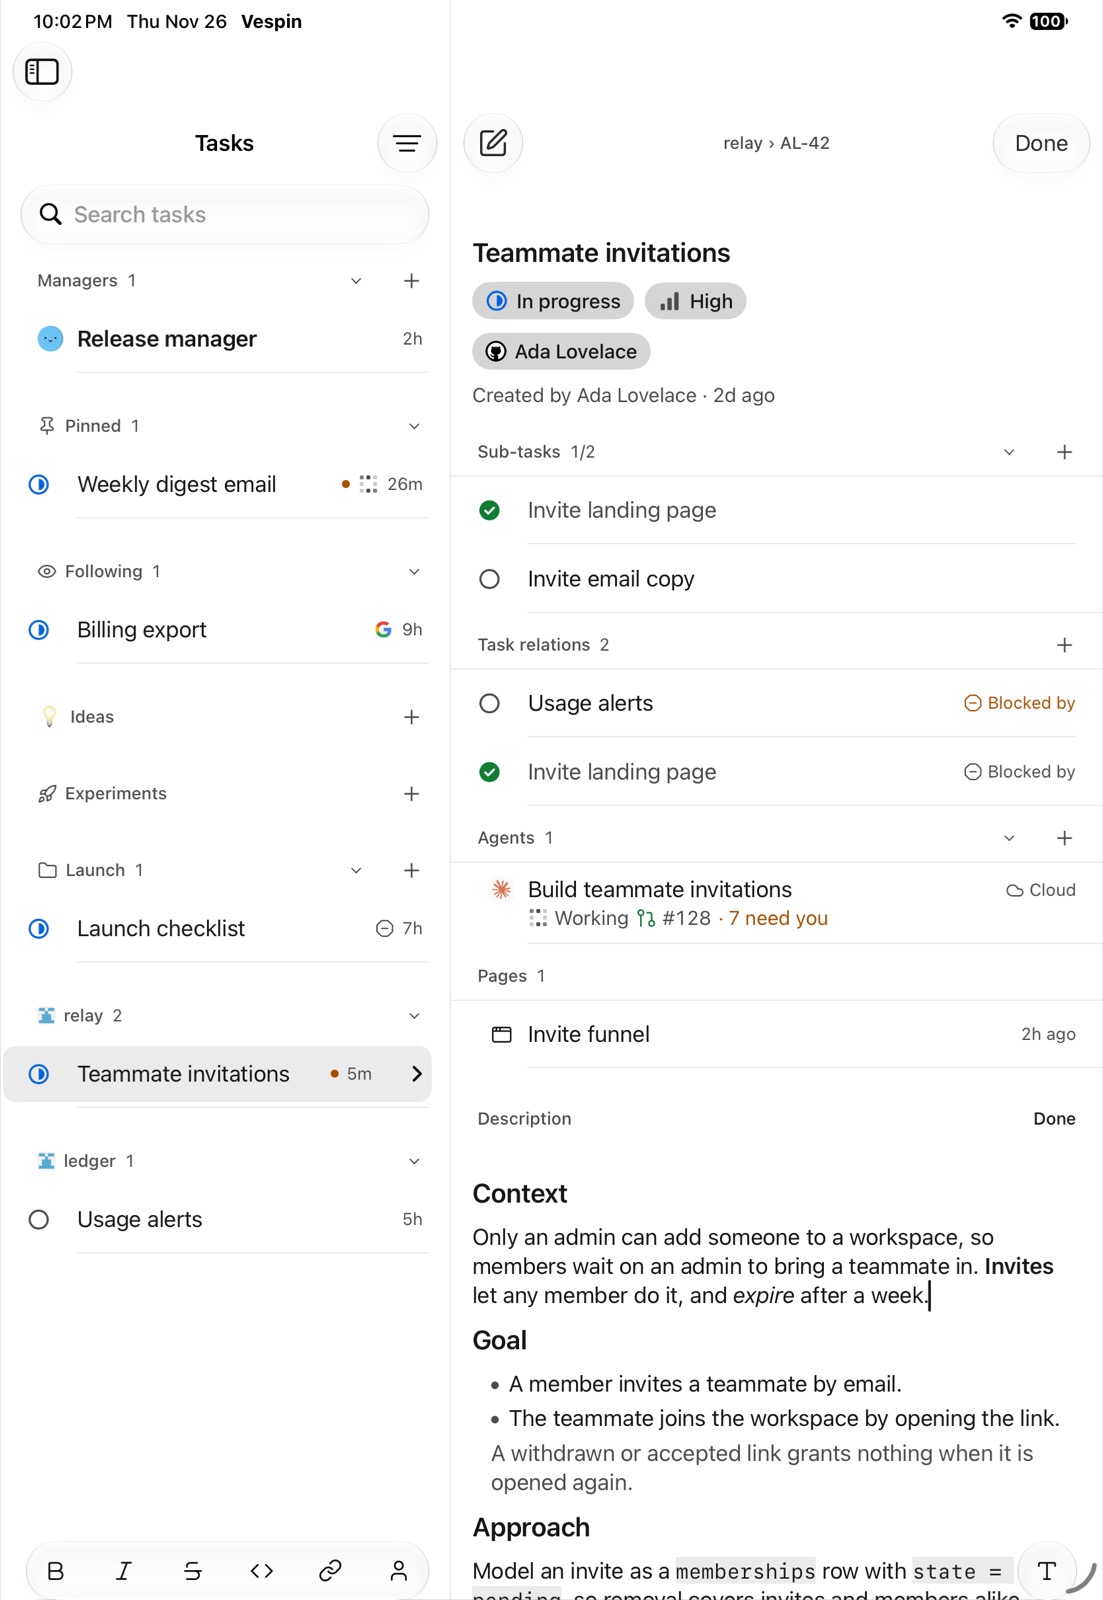 10:02 PM Thu Nov 26 Vespin
100
Tasks
Search tasks
Managers 1
Release manager 2h
Pinned 1
Weekly digest email 26m
Following 1
Billing export 9h
Ideas
Experiments
Launch 1
Launch checklist 7h
relay 2
Teammate invitations 5m
ledger 1
Usage alerts 5h
B I S
relay › AL-42
Done
Teammate invitations
In progress High
Ada Lovelace
Created by Ada Lovelace · 2d ago
Sub-tasks 1/2
Invite landing page
Invite email copy
Task relations 2
Usage alerts Blocked by
Invite landing page Blocked by
Agents 1
Build teammate invitations Cloud
Working #128 · 7 need you
Pages 1
Invite funnel 2h ago
Description Done
Context
Only an admin can add someone to a workspace, so
members wait on an admin to bring a teammate in. Invites
let any member do it, and expire after a week.
Goal
• A member invites a teammate by email.
• The teammate joins the workspace by opening the link.
A withdrawn or accepted link grants nothing when it is
opened again.
Approach
Model an invite as a memberships row with state =
pending, so removal covers invites and members alike
T